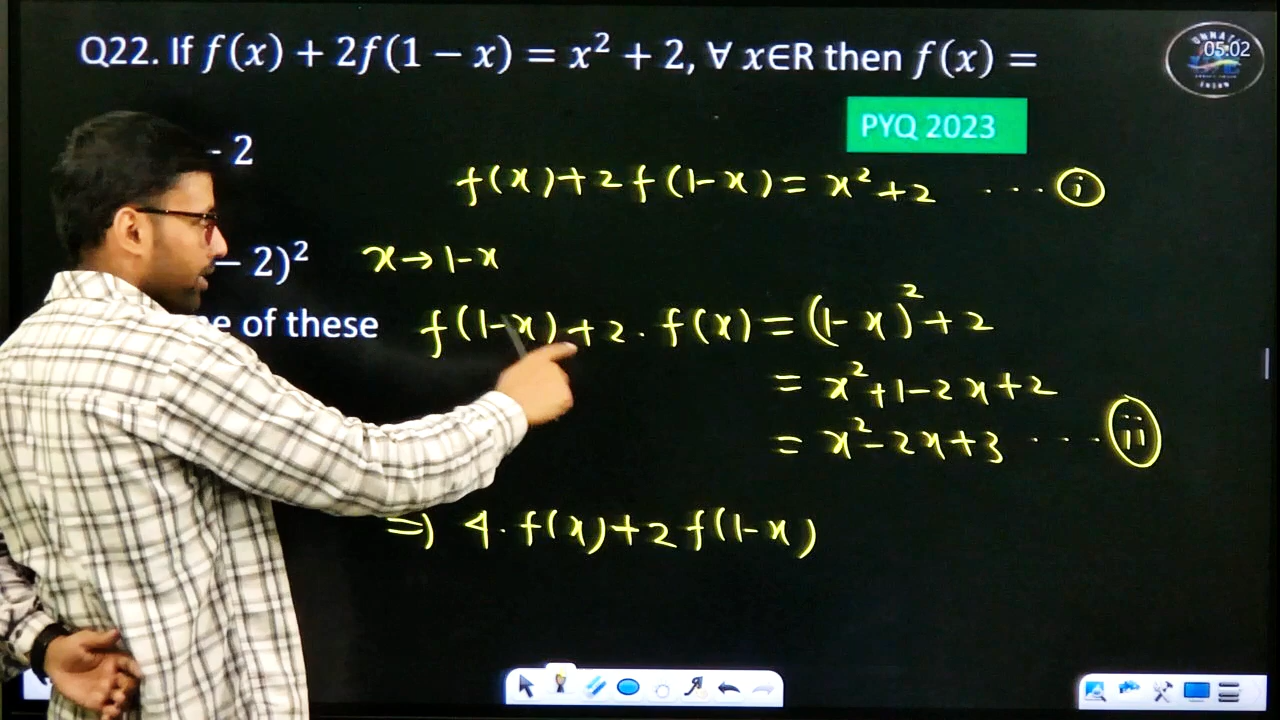 Q22. If f(x) + 2f(1 − x) = x² + 2, ∀ x∈R then f(x) =
05:02
PYQ 2023
− 2
f(x)+2f(1-x) = x²+2 .... (i)
− 2)²
x→1-x
of these
f(1-x)+2.f(x) = (1-x)²+2
= x²+1-2x+2
= x²-2x+3 .... (ii)
⇒ 4.f(x)+2f(1-x)